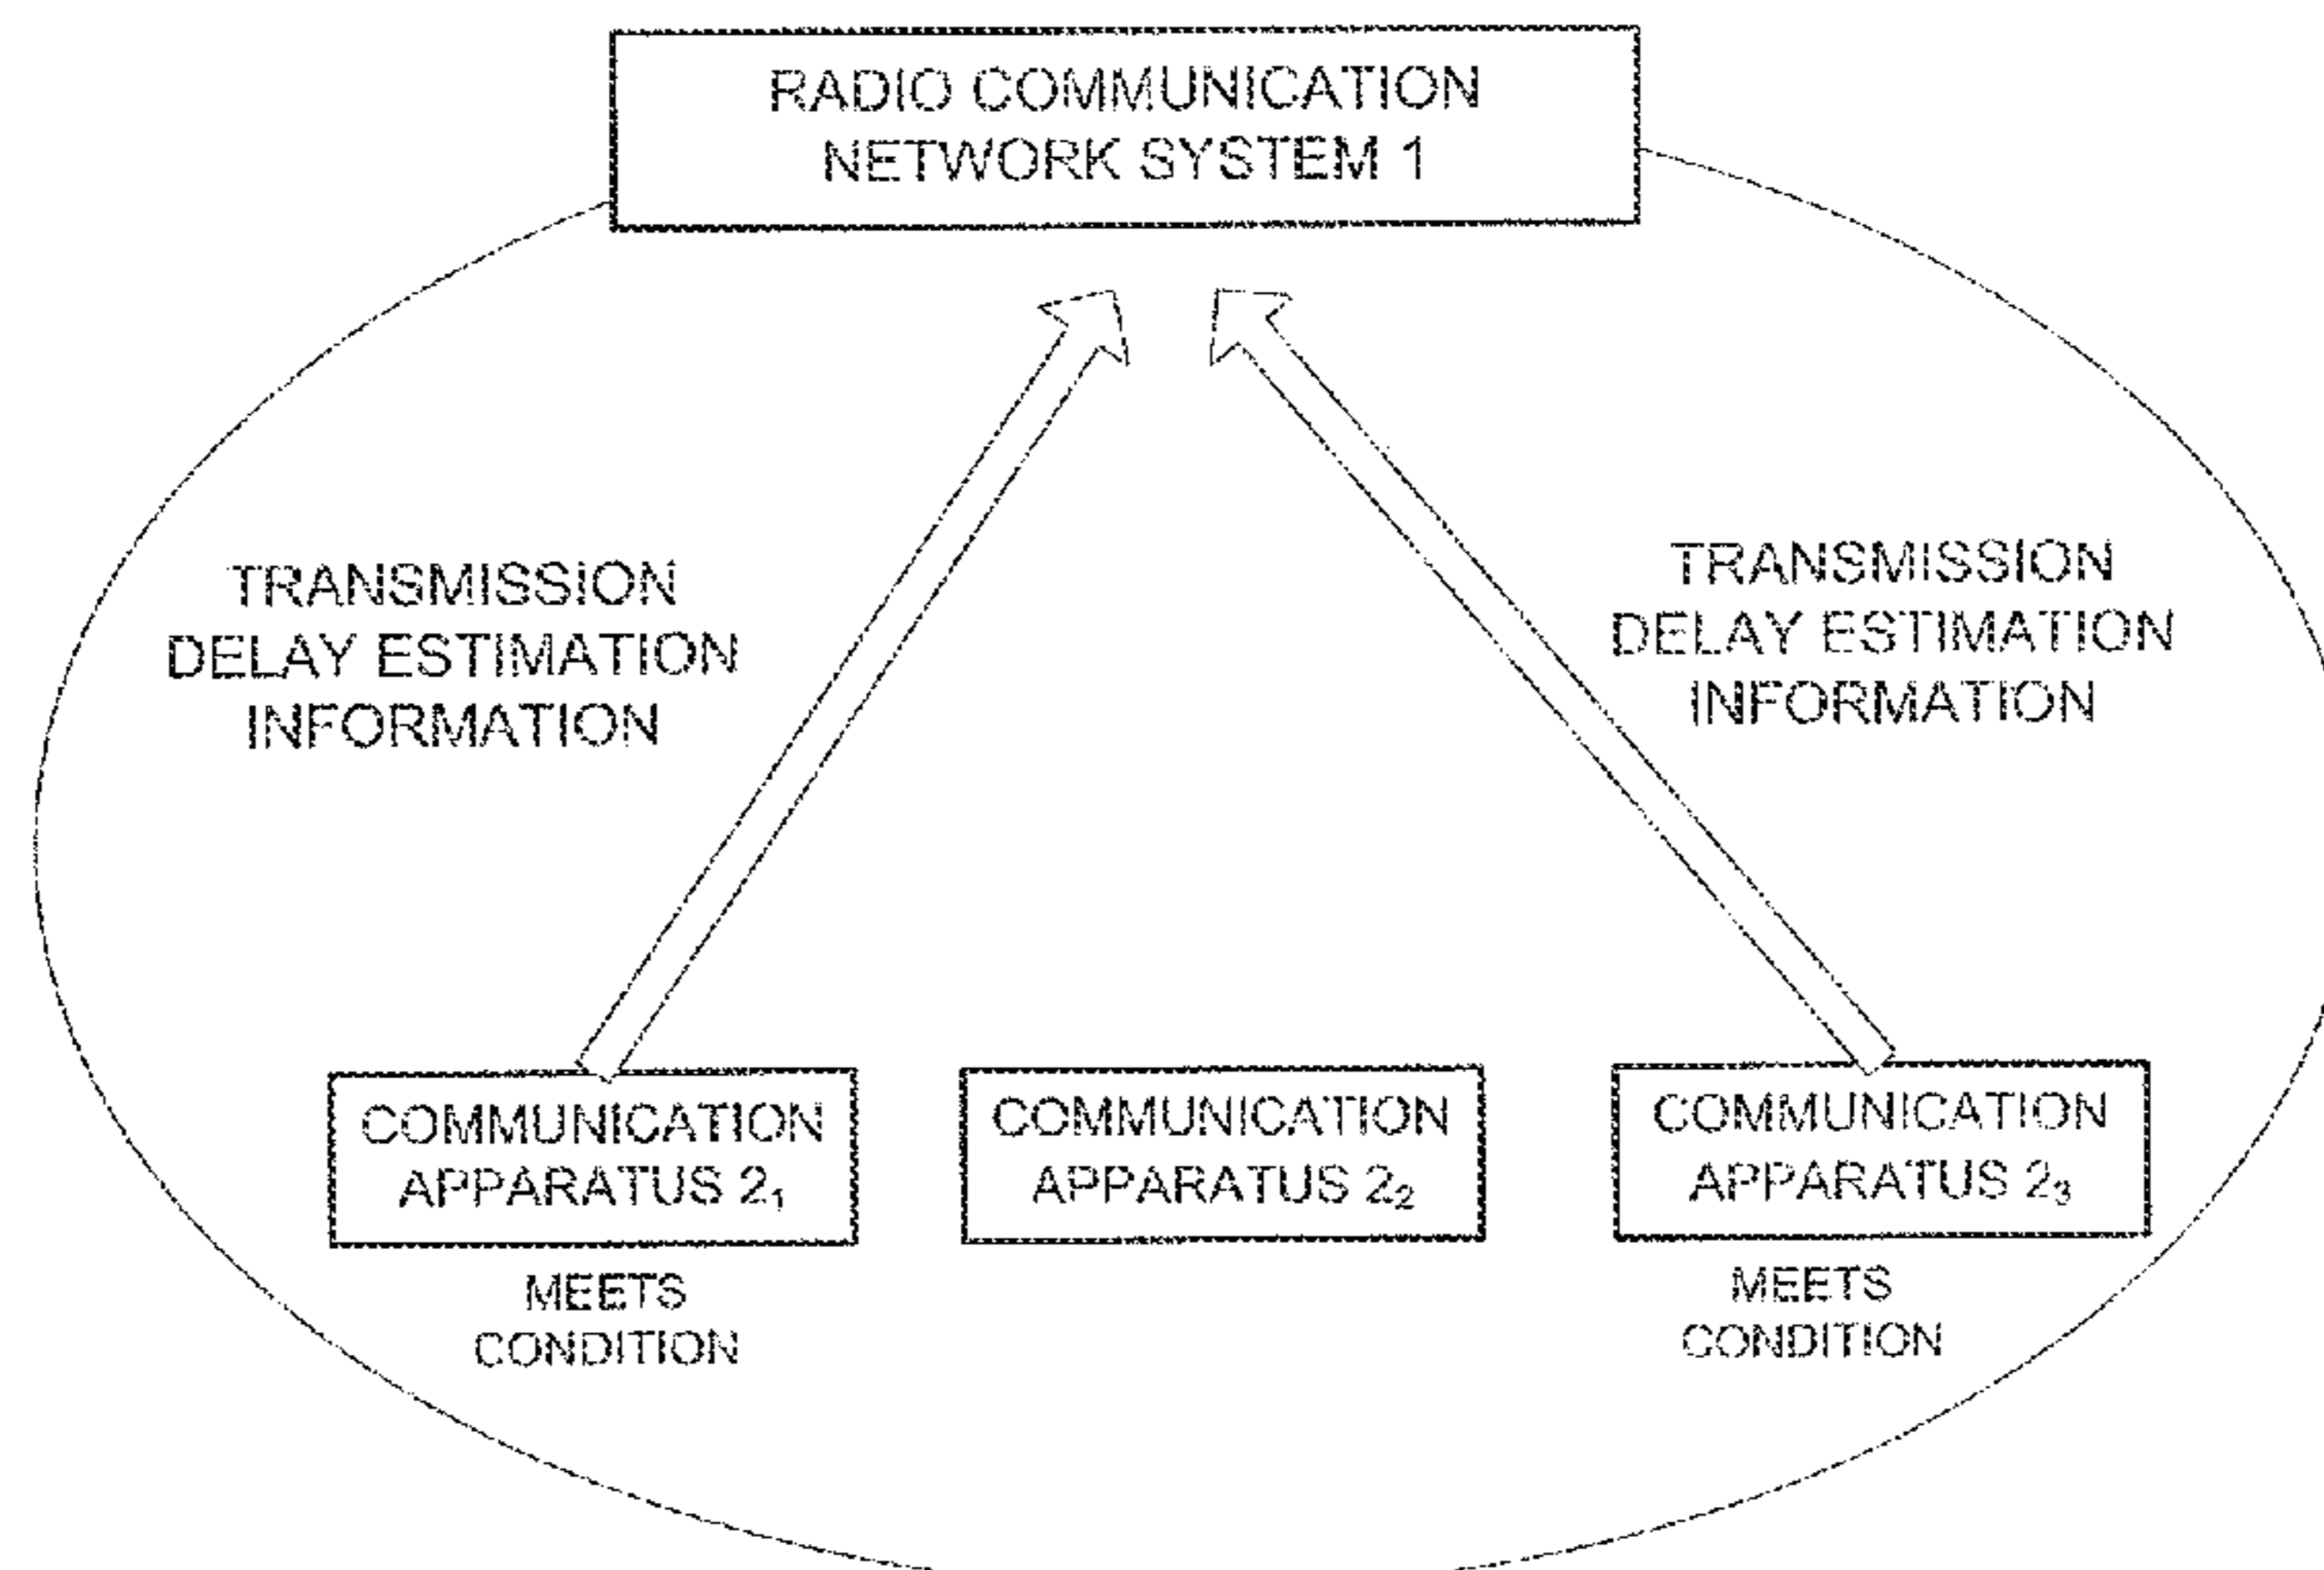 RADIO COMMUNICATION
NETWORK SYSTEM 1
TRANSMISSION
DELAY ESTIMATION
INFORMATION
TRANSMISSION
DELAY ESTIMATION
INFORMATION
COMMUNICATION
APPARATUS 2₁
COMMUNICATION
APPARATUS 2₂
COMMUNICATION
APPARATUS 2₃
MEETS
CONDITION
MEETS
CONDITION